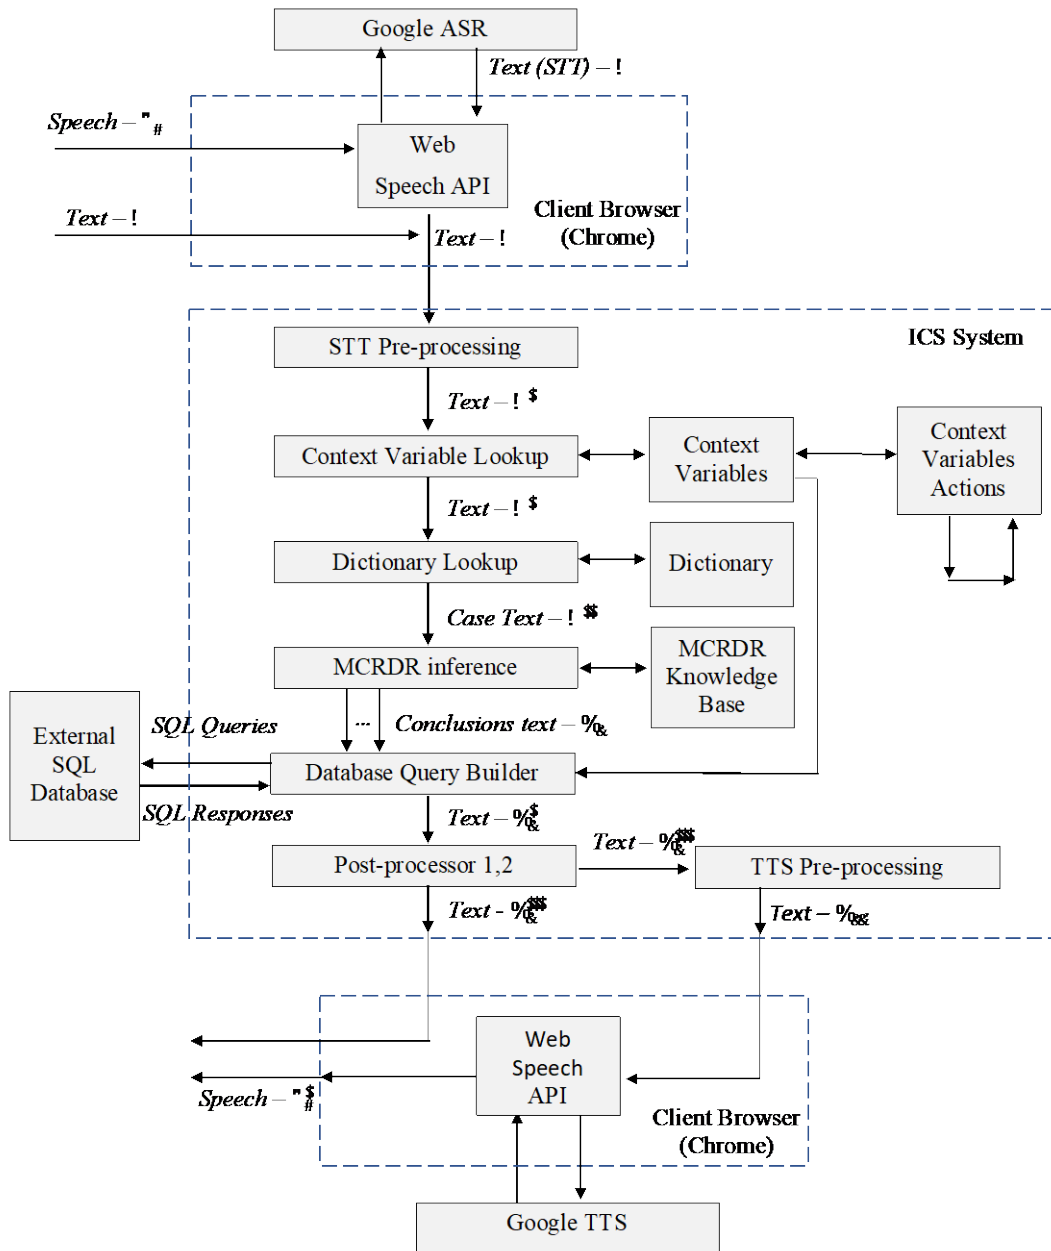 Google ASR
Text (STT) – !
Speech – "#
Web
Speech API
Client Browser
(Chrome)
Text – !
Text – !
ICS System
STT Pre-processing
Text – ! $
Context Variable Lookup
Context
Variables
Context
Variables
Actions
Text – ! $
Dictionary Lookup
Dictionary
Case Text – ! $$
MCRDR inference
MCRDR
Knowledge
Base
...
Conclusions text – %&
External
SQL
Database
SQL Queries
Database Query Builder
SQL Responses
Text – %&$
Post-processor 1,2
Text – %&$$$
TTS Pre-processing
Text - %&$$$
Text – %&&
Web
Speech
API
Speech – "#$
Client Browser
(Chrome)
Google TTS